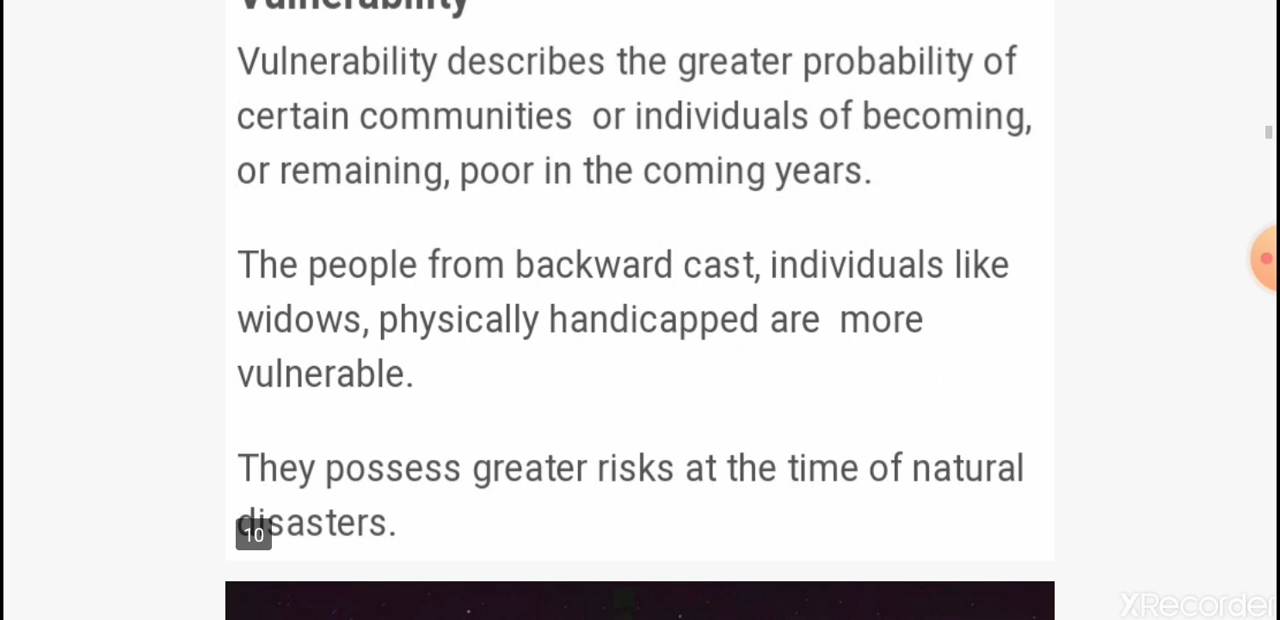 Vulnerability
Vulnerability describes the greater probability of
certain communities  or individuals of becoming,
or remaining, poor in the coming years.
The people from backward cast, individuals like
widows, physically handicapped are  more
vulnerable.
They possess greater risks at the time of natural
disasters.
10
XRecorder